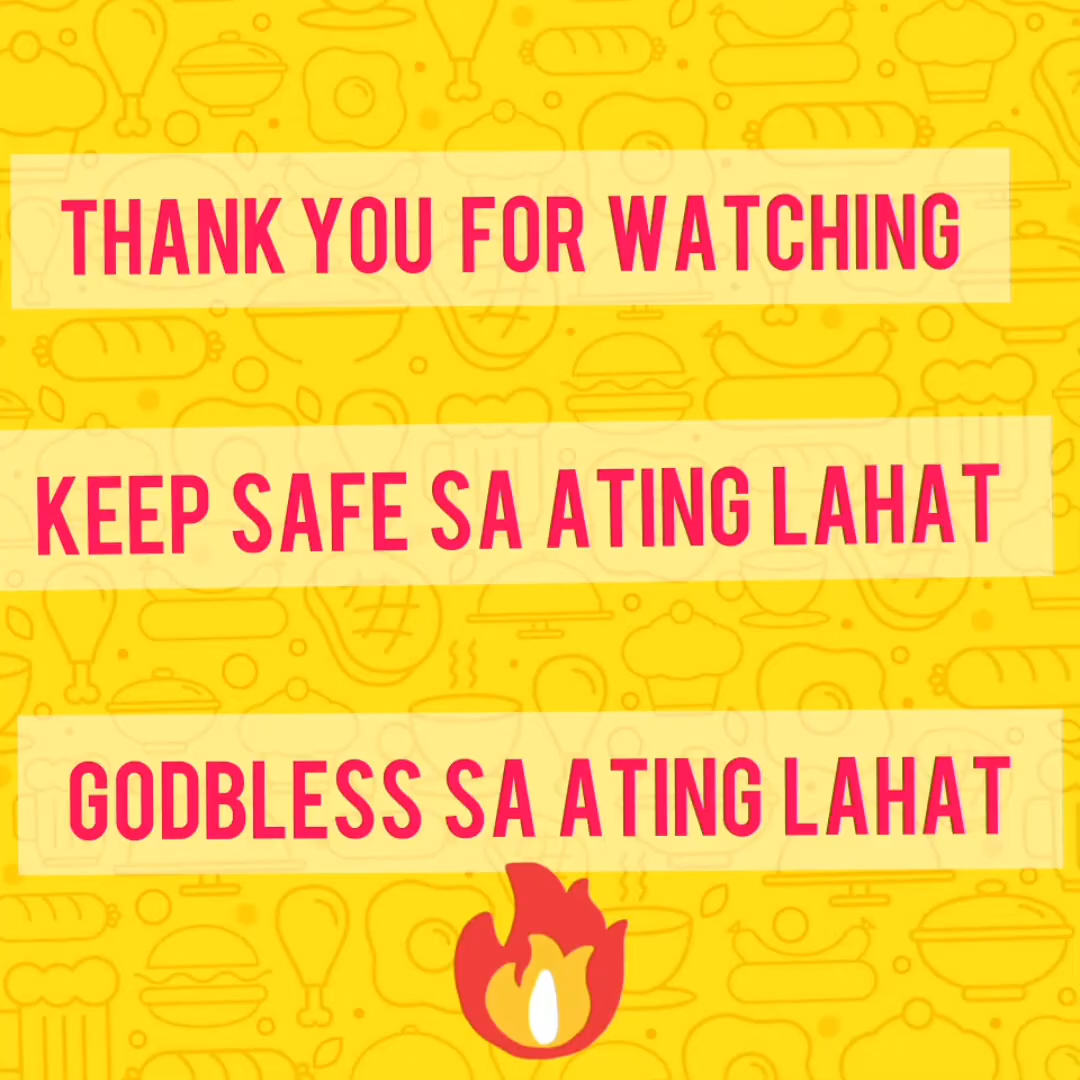 THANK YOU FOR WATCHING
KEEP SAFE SA ATING LAHAT
GODBLESS SA ATING LAHAT